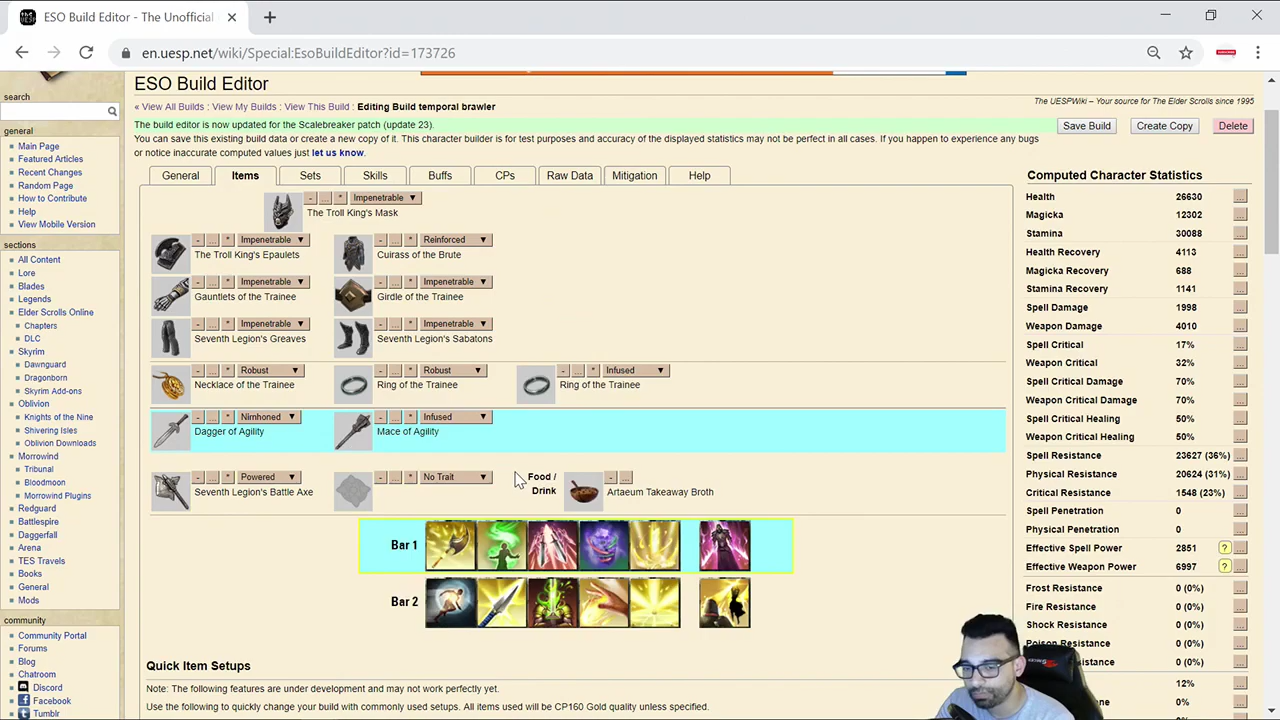 ESO Build Editor - The Unofficial
en.uesp.net/wiki/Special:EsoBuildEditor?id=173726
search
general
Main Page
Featured Articles
Recent Changes
Random Page
How to Contribute
Help
View Mobile Version
sections
All Content
Lore
Blades
Legends
Elder Scrolls Online
Chapters
DLC
Skyrim
Dawnguard
Dragonborn
Skyrim Add-ons
Oblivion
Knights of the Nine
Shivering Isles
Oblivion Downloads
Morrowind
Tribunal
Bloodmoon
Morrowind Plugins
Redguard
Battlespire
Daggerfall
Arena
TES Travels
Books
General
Mods
community
Community Portal
Forums
Blog
Chatroom
Discord
Facebook
Tumblr
ESO Build Editor
The UESPWiki – Your source for The Elder Scrolls since 1995
« View All Builds : View My Builds : View This Build : Editing Build temporal brawler
The build editor is now updated for the Scalebreaker patch (update 23).
You can save this existing build data or create a new copy of it. This character builder is for test purposes and accuracy of the displayed statistics may not be perfect in all cases. If you happen to experience any bugs
or notice inaccurate computed values just let us know.
Save Build Create Copy Delete
General Items Sets Skills Buffs CPs Raw Data Mitigation Help
- ... * Impenetrable ▼
The Troll King's Mask
- ... * Impenetrable ▼ - ... * Reinforced ▼
The Troll King's Epaulets Cuirass of the Brute
- ... * Impenetrable ▼ - ... * Impenetrable ▼
Gauntlets of the Trainee Girdle of the Trainee
- ... * Impenetrable ▼ - ... * Impenetrable ▼
Seventh Legion's Greaves Seventh Legion's Sabatons
- ... * Robust ▼ - ... * Robust ▼ - ... * Infused ▼
Necklace of the Trainee Ring of the Trainee Ring of the Trainee
- ... * Nirnhoned ▼ - ... * Infused ▼
Dagger of Agility Mace of Agility
- ... * Powered ▼ - ... * No Trait ▼ Food / Drink - ...
Seventh Legion's Battle Axe Artaeum Takeaway Broth
Bar 1
Bar 2
Quick Item Setups
Note: The following features are under development and may not work perfectly yet.
Use the following to quickly change your build with commonly used setups. All items used will be CP160 Gold quality unless specified.
Computed Character Statistics
Health 26630 ...
Magicka 12302 ...
Stamina 30088 ...
Health Recovery 4113 ...
Magicka Recovery 688 ...
Stamina Recovery 1141 ...
Spell Damage 1998 ...
Weapon Damage 4010 ...
Spell Critical 17% ...
Weapon Critical 32% ...
Spell Critical Damage 70% ...
Weapon Critical Damage 70% ...
Spell Critical Healing 50% ...
Weapon Critical Healing 50% ...
Spell Resistance 23627 (36%) ...
Physical Resistance 20624 (31%) ...
Critical Resistance 1548 (23%) ...
Spell Penetration 0 ...
Physical Penetration 0 ...
Effective Spell Power 2851 ? ...
Effective Weapon Power 6997 ? ...
Frost Resistance 0 (0%) ...
Fire Resistance 0 (0%) ...
Shock Resistance 0 (0%) ...
Poison Resistance 0 (0%) ...
0 (0%) ...
12% ...